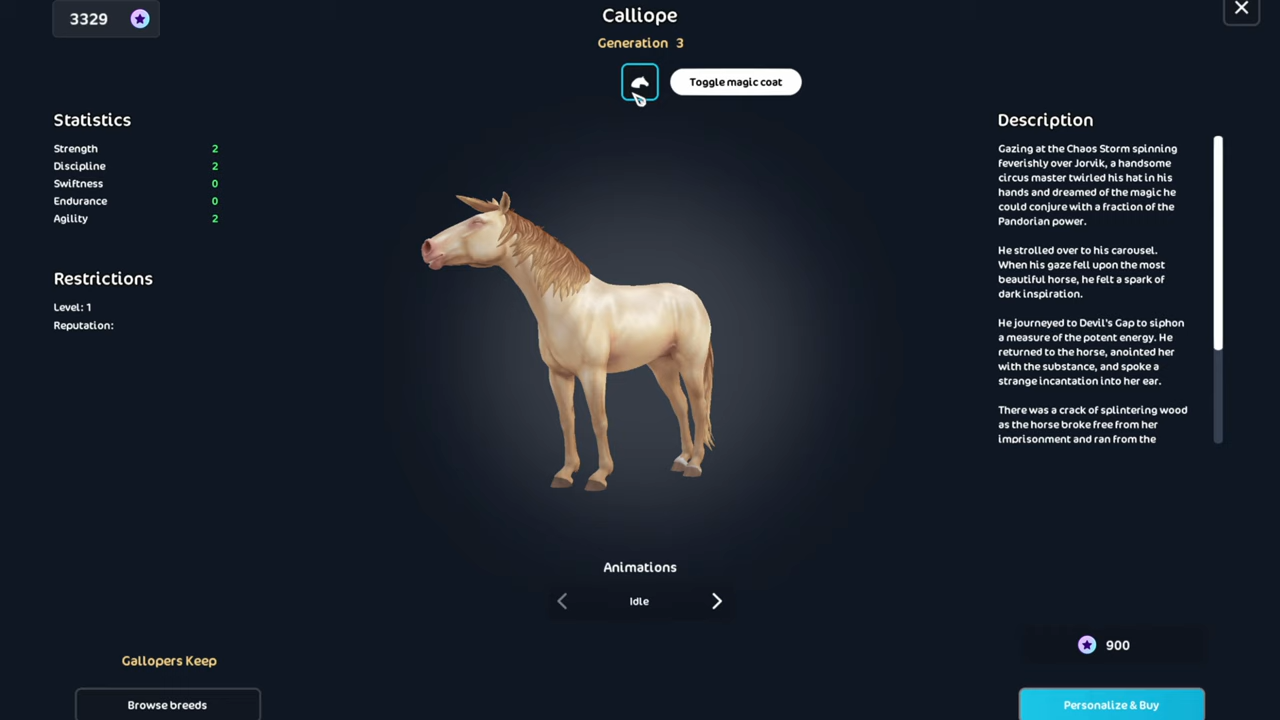 3329
Calliope
Generation 3
Toggle magic coat
Statistics
Strength 2
Discipline 2
Swiftness 0
Endurance 0
Agility 2
Restrictions
Level: 1
Reputation:
Description
Gazing at the Chaos Storm spinning
feverishly over Jorvik, a handsome
circus master twirled his hat in his
hands and dreamed of the magic he
could conjure with a fraction of the
Pandorian power.
He strolled over to his carousel.
When his gaze fell upon the most
beautiful horse, he felt a spark of
dark inspiration.
He journeyed to Devil's Gap to siphon
a measure of the potent energy. He
returned to the horse, anointed her
with the substance, and spoke a
strange incantation into her ear.
There was a crack of splintering wood
as the horse broke free from her
imprisonment and ran from the
Animations
Idle
Gallopers Keep
Browse breeds
900
Personalize & Buy